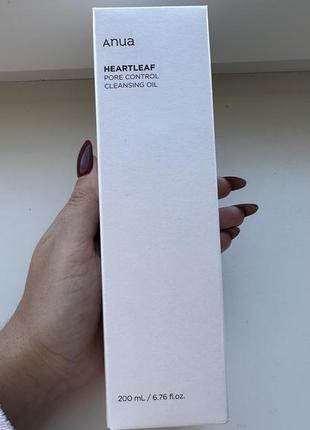 Anua
HEARTLEAF
PORE CONTROL
CLEANSING OIL
200 mL / 6.76 fl.oz.